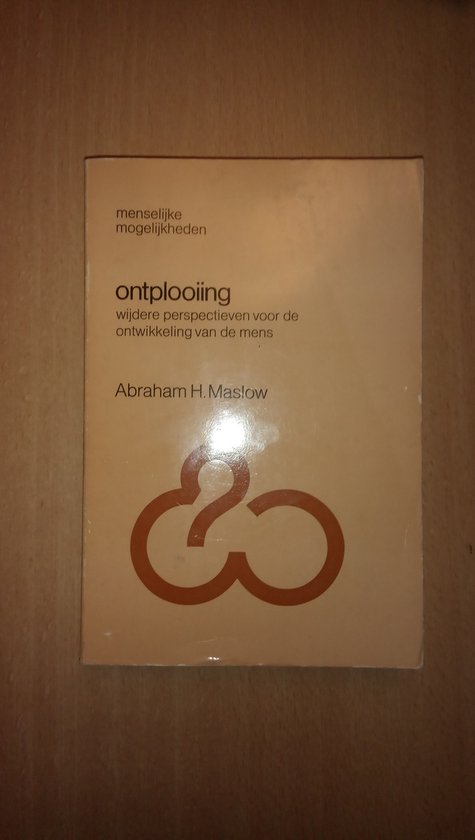 menselijke
mogelijkheden
ontplooiing
wijdere perspectieven voor de
ontwikkeling van de mens
Abraham H. Maslow